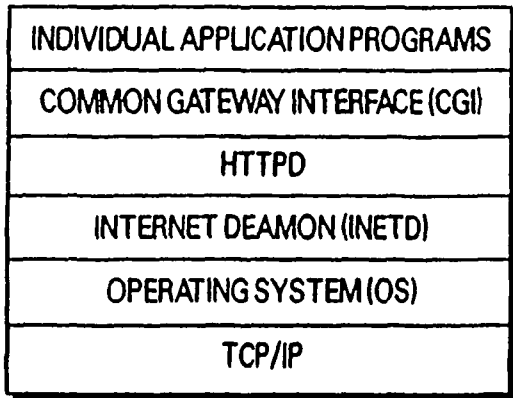 INDIVIDUAL APPLICATION PROGRAMS
COMMON GATEWAY INTERFACE (CGI)
HTTPD
INTERNET DEAMON (INETD)
OPERATING SYSTEM (OS)
TCP/IP